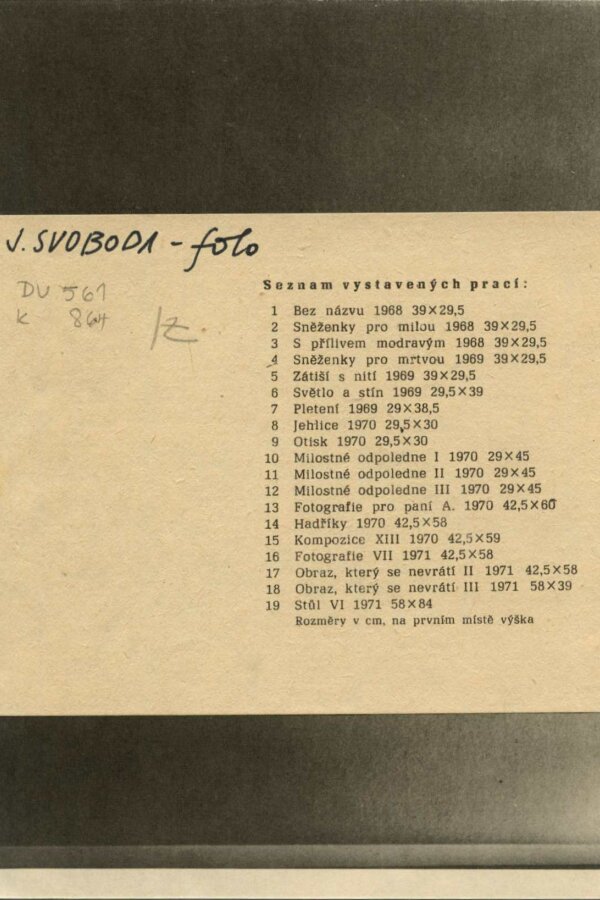 J. SVOBODA - foto
DU 561
K 864
Seznam vystavených prací:
1 Bez názvu 1968 39×29,5
2 Sněženky pro milou 1968 39×29,5
3 S přílivem modravým 1968 39×29,5
4 Sněženky pro mrtvou 1969 39×29,5
5 Zátiší s nití 1969 39×29,5
6 Světlo a stín 1969 29,5×39
7 Pletení 1969 29×38,5
8 Jehlice 1970 29,5×30
9 Otisk 1970 29,5×30
10 Milostné odpoledne I 1970 29×45
11 Milostné odpoledne II 1970 29×45
12 Milostné odpoledne III 1970 29×45
13 Fotografie pro paní A. 1970 42,5×60
14 Hadříky 1970 42,5×58
15 Kompozice XIII 1970 42,5×59
16 Fotografie VII 1971 42,5×58
17 Obraz, který se nevrátí II 1971 42,5×58
18 Obraz, který se nevrátí III 1971 58×39
19 Stůl VI 1971 58×84
Rozměry v cm, na prvním místě výška